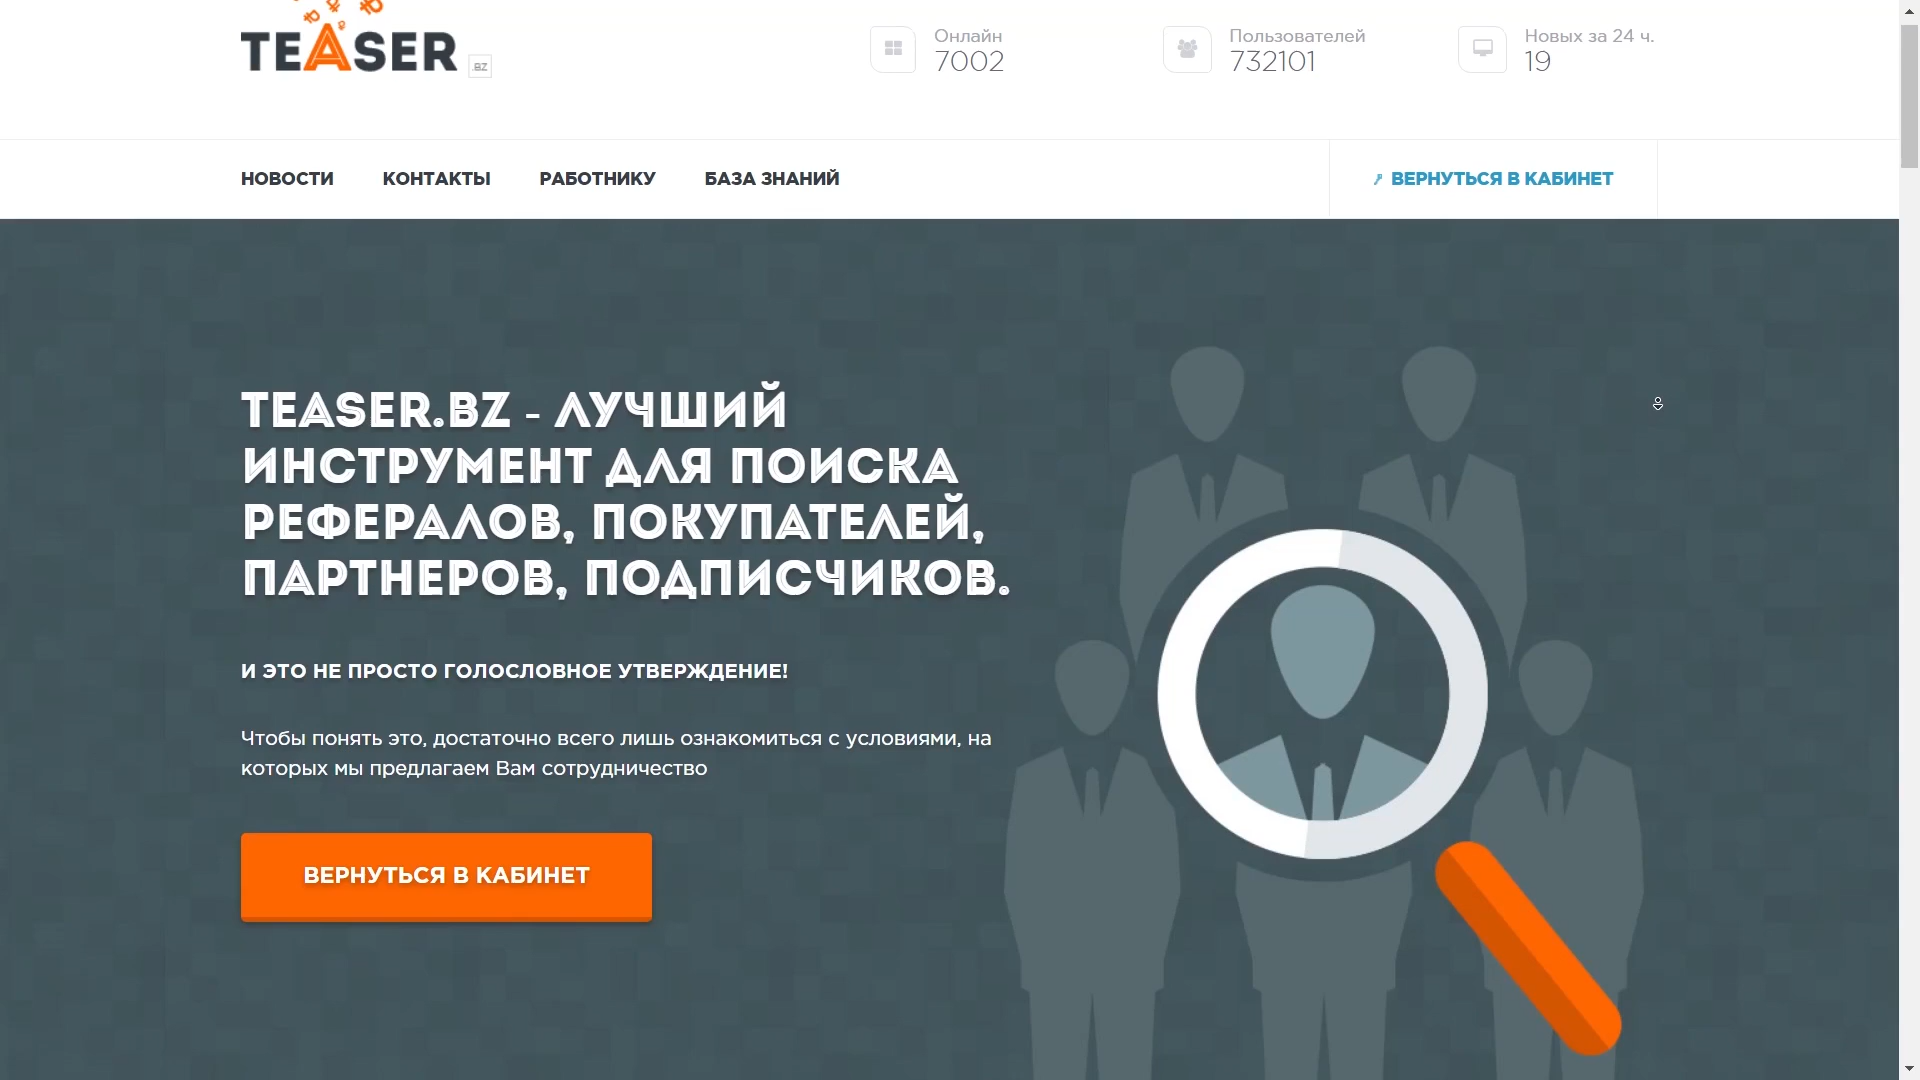 TEASER .BZ
Онлайн
7002
Пользователей
732101
Новых за 24 ч.
19
НОВОСТИ КОНТАКТЫ РАБОТНИКУ БАЗА ЗНАНИЙ ВЕРНУТЬСЯ В КАБИНЕТ
TEASER.BZ - ЛУЧШИЙ
ИНСТРУМЕНТ ДЛЯ ПОИСКА
РЕФЕРАЛОВ, ПОКУПАТЕЛЕЙ,
ПАРТНЕРОВ, ПОДПИСЧИКОВ.
И ЭТО НЕ ПРОСТО ГОЛОСЛОВНОЕ УТВЕРЖДЕНИЕ!
Чтобы понять это, достаточно всего лишь ознакомиться с условиями, на
которых мы предлагаем Вам сотрудничество
ВЕРНУТЬСЯ В КАБИНЕТ